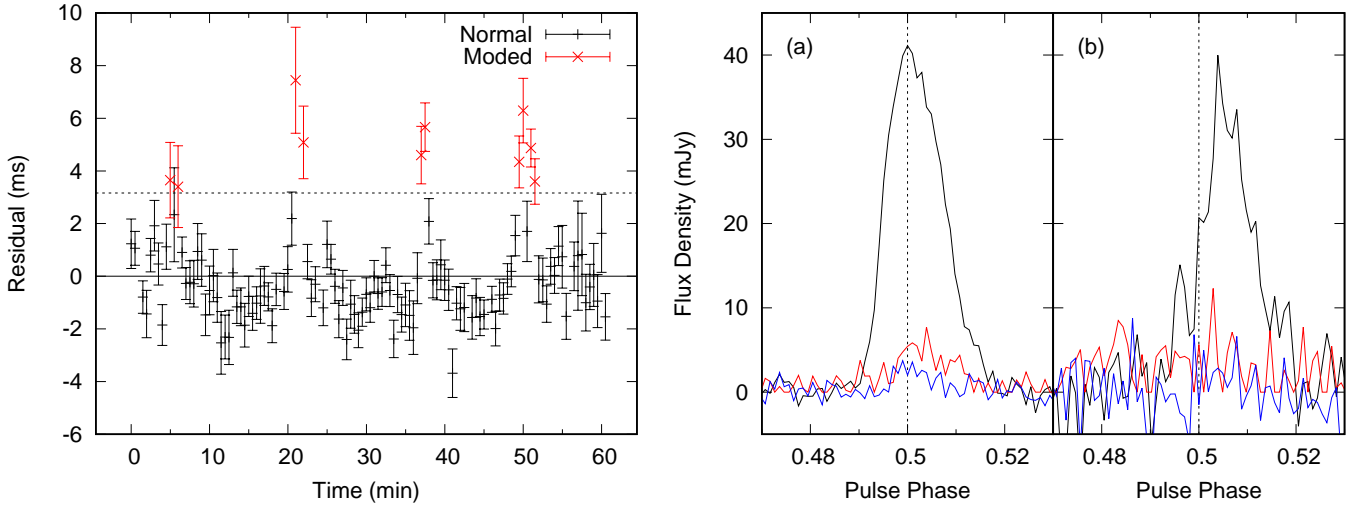 Residual (ms)
10
8
6
4
2
0
-2
-4
-6
Normal
Moded
0 10 20 30 40 50 60
Time (min)
Flux Density (mJy)
40
30
20
10
0
(a)
(b)
0.48 0.5 0.52 0.48 0.5 0.52
Pulse Phase Pulse Phase